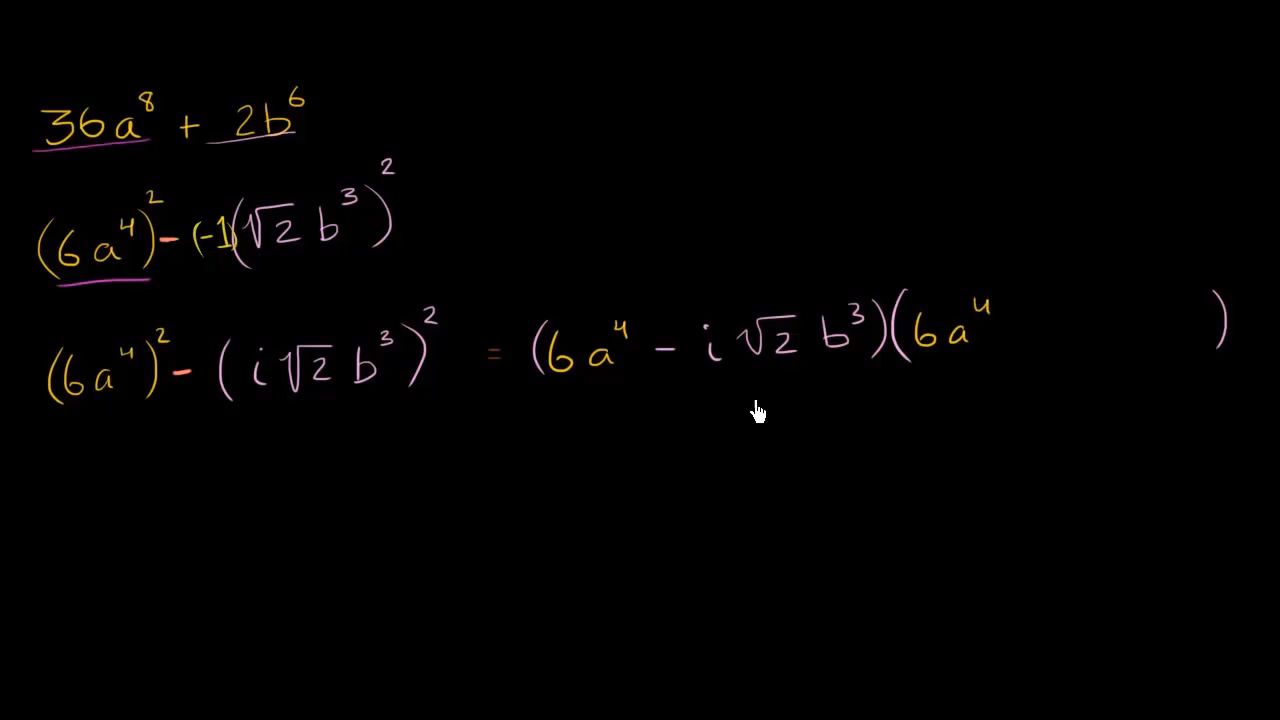 36a⁸ + 2b⁶
(6a⁴)² - (-1)(√2 b³)²
(6a⁴)² - (i√2 b³)² = (6a⁴ - i√2 b³)(6a⁴ )